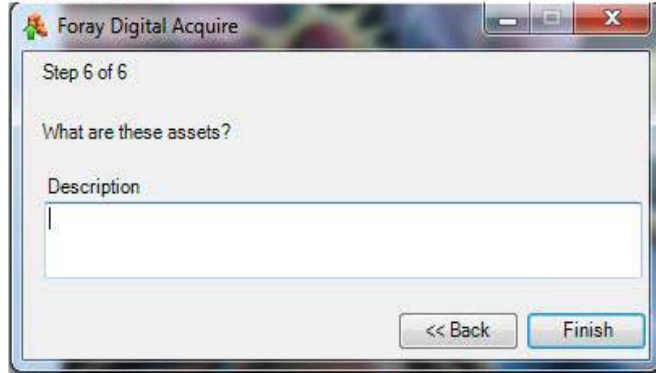 Foray Digital Acquire
Step 6 of 6
What are these assets?
Description
<< Back Finish